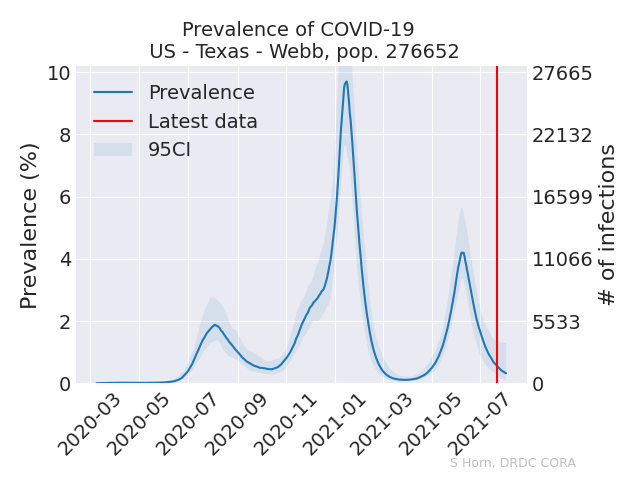 Prevalence of COVID-19
US - Texas - Webb, pop. 276652
Prevalence
Latest data
95CI
Prevalence (%)
10
8
6
4
2
0
27665
22132
16599
11066
5533
0
# of infections
2020-03
2020-05
2020-07
2020-09
2020-11
2021-01
2021-03
2021-05
2021-07
S Horn, DRDC CORA